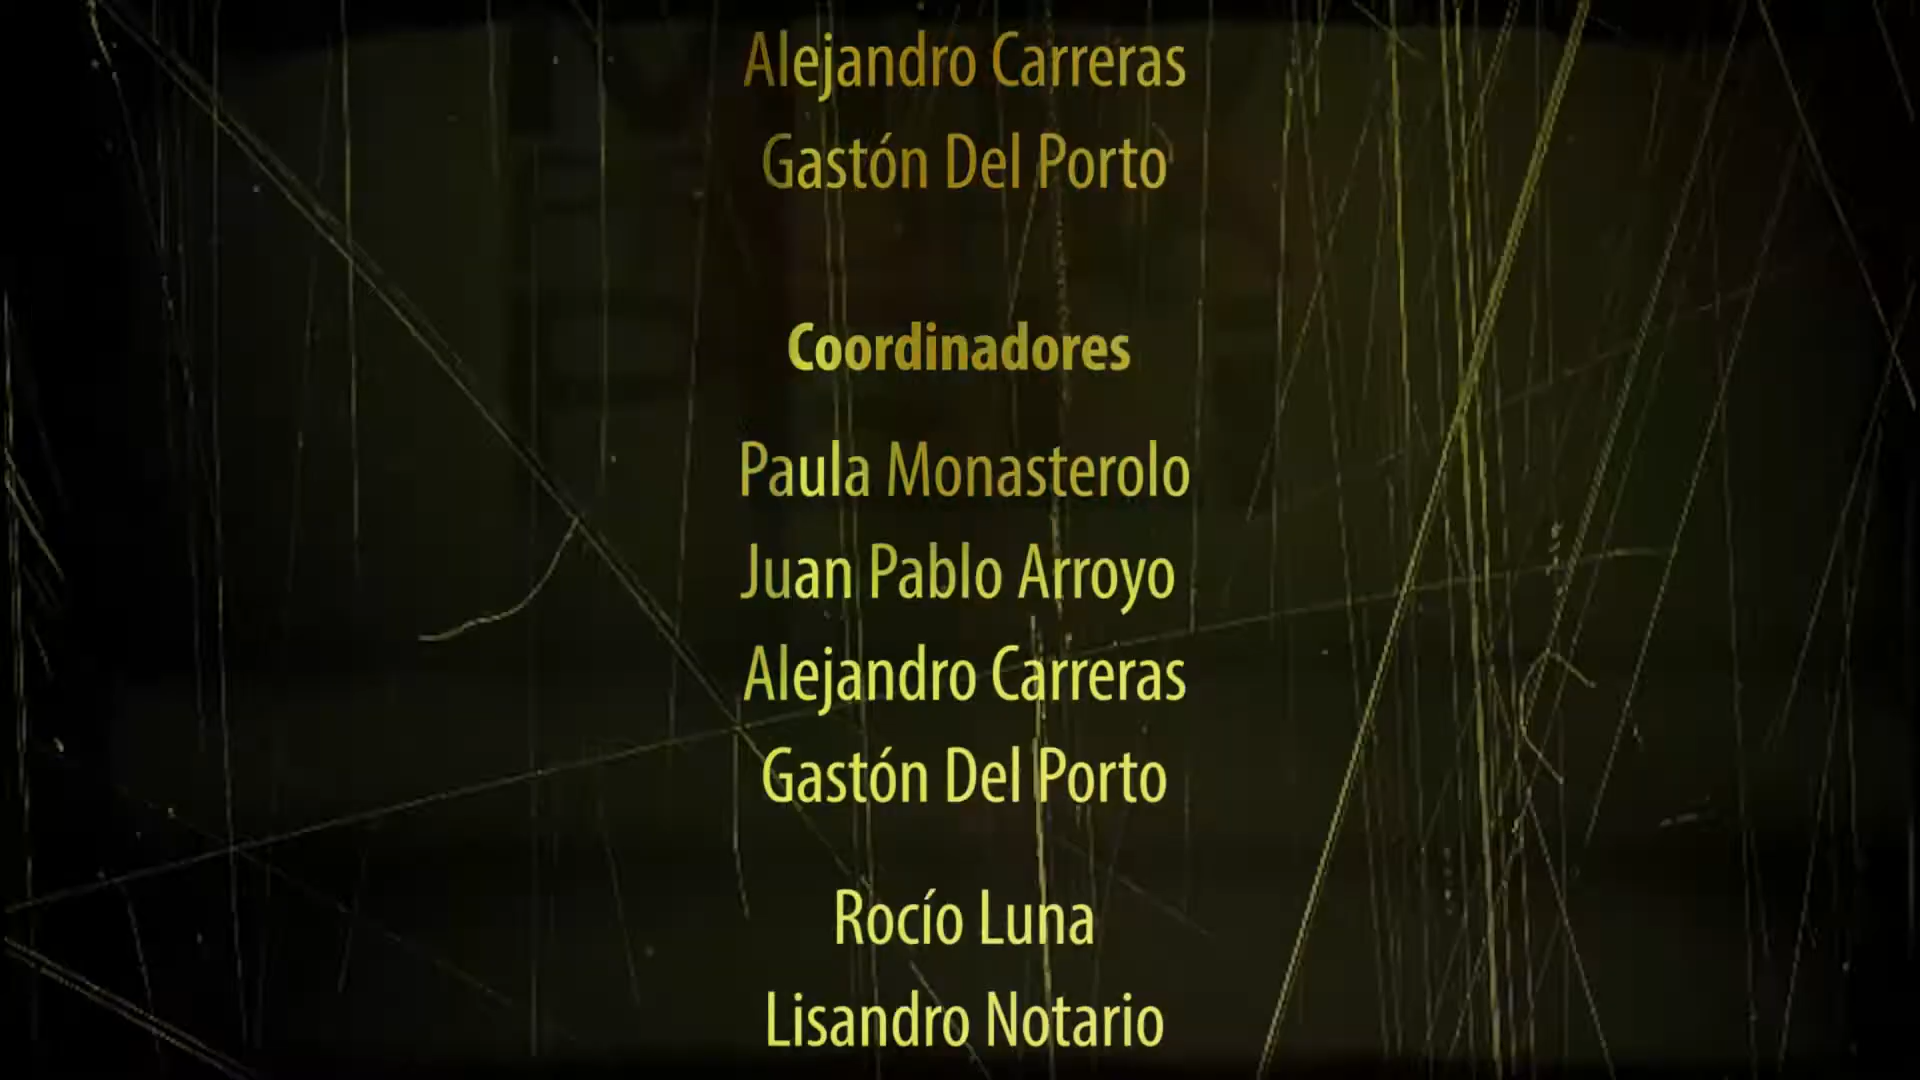 Alejandro Carreras
Gastón Del Porto
Coordinadores
Paula Monasterolo
Juan Pablo Arroyo
Alejandro Carreras
Gastón Del Porto
Rocío Luna
Lisandro Notario